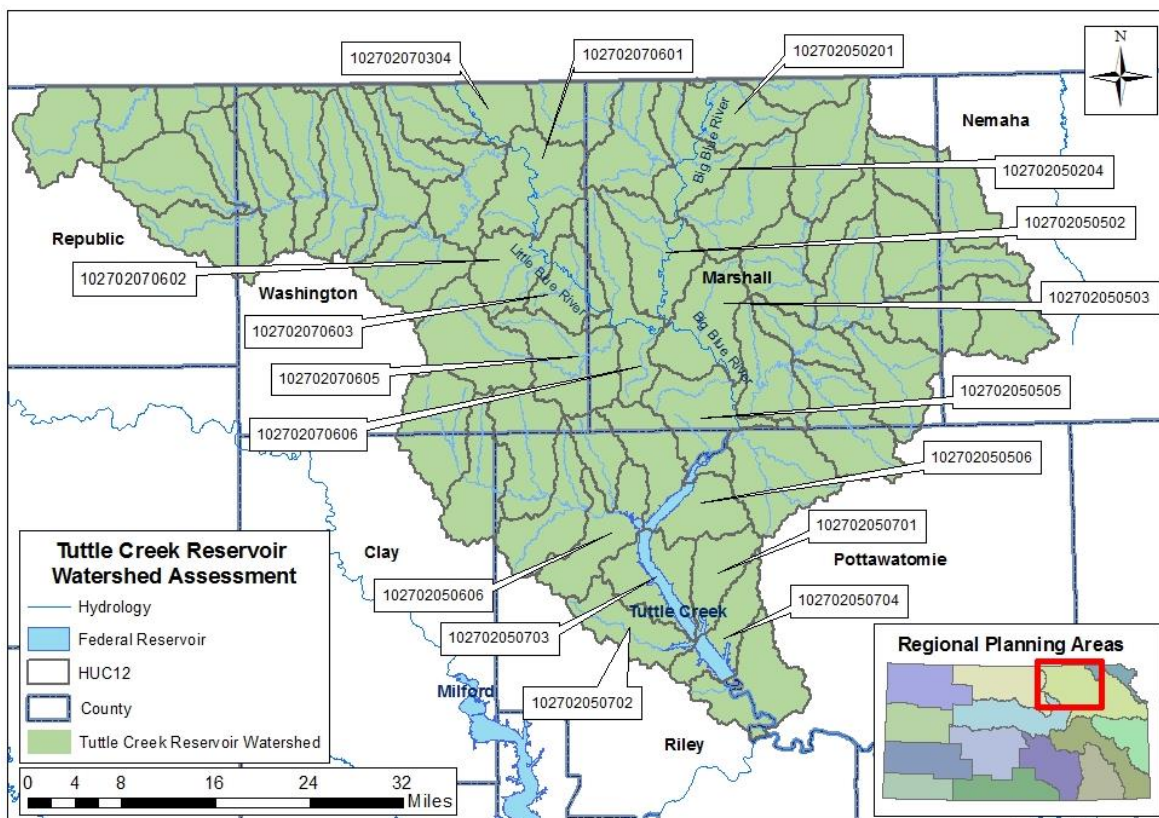 102702070601
102702050201
102702070304
N
Nemaha
Big Blue River
102702050204
Big Blue River
102702050502
Republic
102702070602
Little Blue River
Marshall
Washington
102702050503
102702070603
Big Blue River
102702070605
102702050505
102702070606
102702050506
102702050701
Clay
Pottawatomie
102702050606
102702050704
Tuttle Creek
102702050703
Milford
102702050702
Riley
Tuttle Creek Reservoir
Watershed Assessment
Hydrology
Federal Reservoir
HUC12
County
Tuttle Creek Reservoir Watershed
0 4 8 16 24 32
Miles
Regional Planning Areas